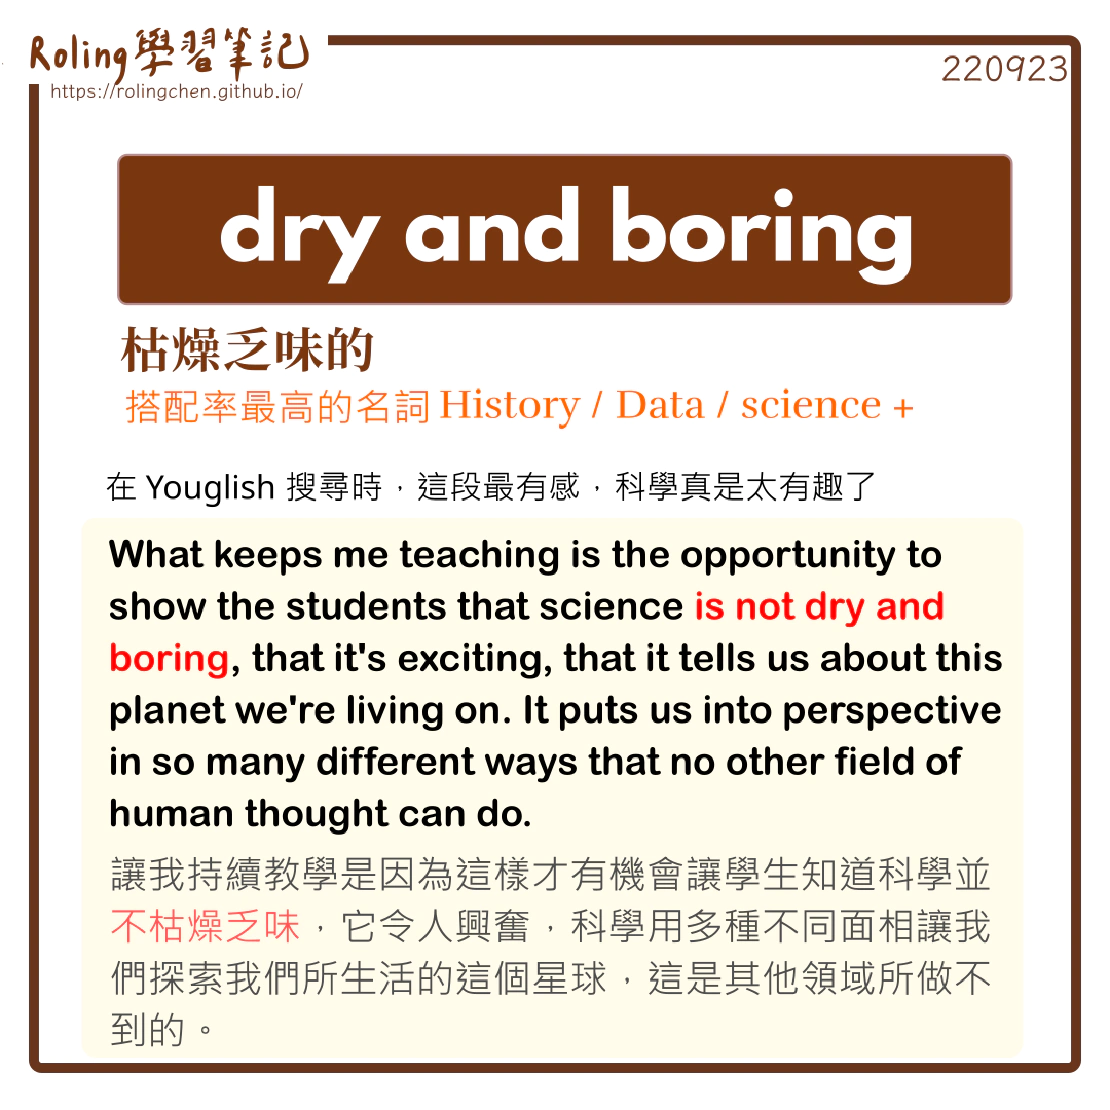 Roling學習筆記
https://rolingchen.github.io/
220923
dry and boring
枯燥乏味的
搭配率最高的名詞 History / Data / science +
在 Youglish 搜尋時，這段最有感，科學真是太有趣了
What keeps me teaching is the opportunity to
show the students that science is not dry and
boring, that it's exciting, that it tells us about this
planet we're living on. It puts us into perspective
in so many different ways that no other field of
human thought can do.
讓我持續教學是因為這樣才有機會讓學生知道科學並
不枯燥乏味，它令人興奮，科學用多種不同面相讓我
們探索我們所生活的這個星球，這是其他領域所做不
到的。